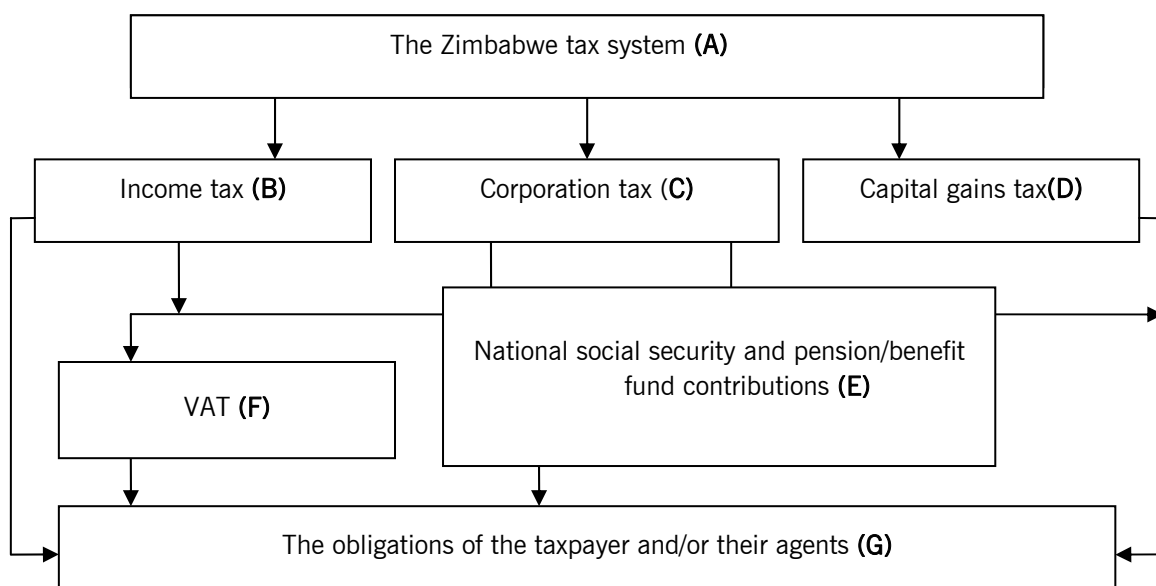 The Zimbabwe tax system (A)
Income tax (B)
Corporation tax (C)
Capital gains tax(D)
National social security and pension/benefit
fund contributions (E)
VAT (F)
The obligations of the taxpayer and/or their agents (G)